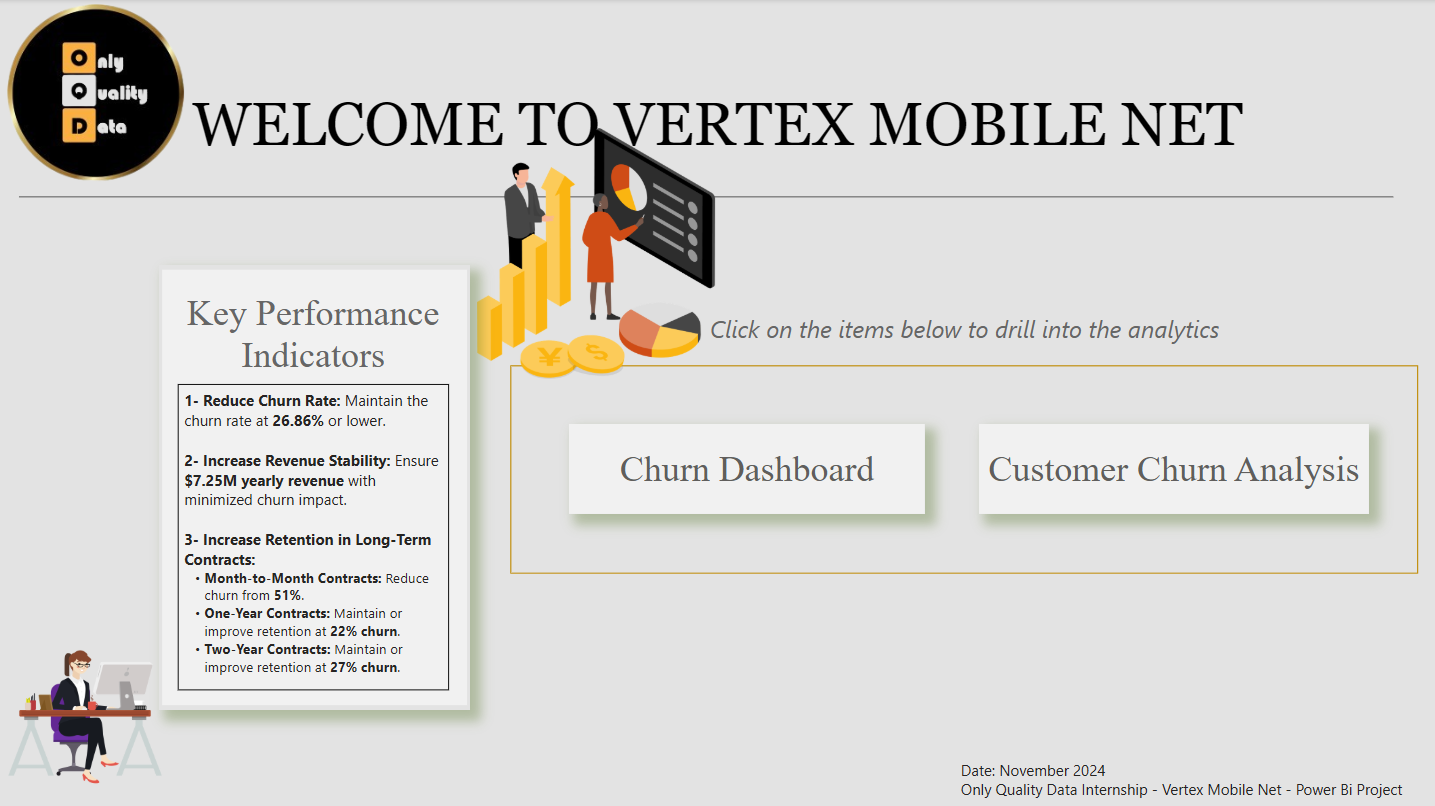 Only
Quality
Data
WELCOME TO VERTEX MOBILE NET
Key Performance
Indicators
1- Reduce Churn Rate: Maintain the
churn rate at 26.86% or lower.
2- Increase Revenue Stability: Ensure
$7.25M yearly revenue with
minimized churn impact.
3- Increase Retention in Long-Term
Contracts:
• Month-to-Month Contracts: Reduce
churn from 51%.
• One-Year Contracts: Maintain or
improve retention at 22% churn.
• Two-Year Contracts: Maintain or
improve retention at 27% churn.
¥
$
Click on the items below to drill into the analytics
Churn Dashboard
Customer Churn Analysis
Date: November 2024
Only Quality Data Internship - Vertex Mobile Net - Power Bi Project